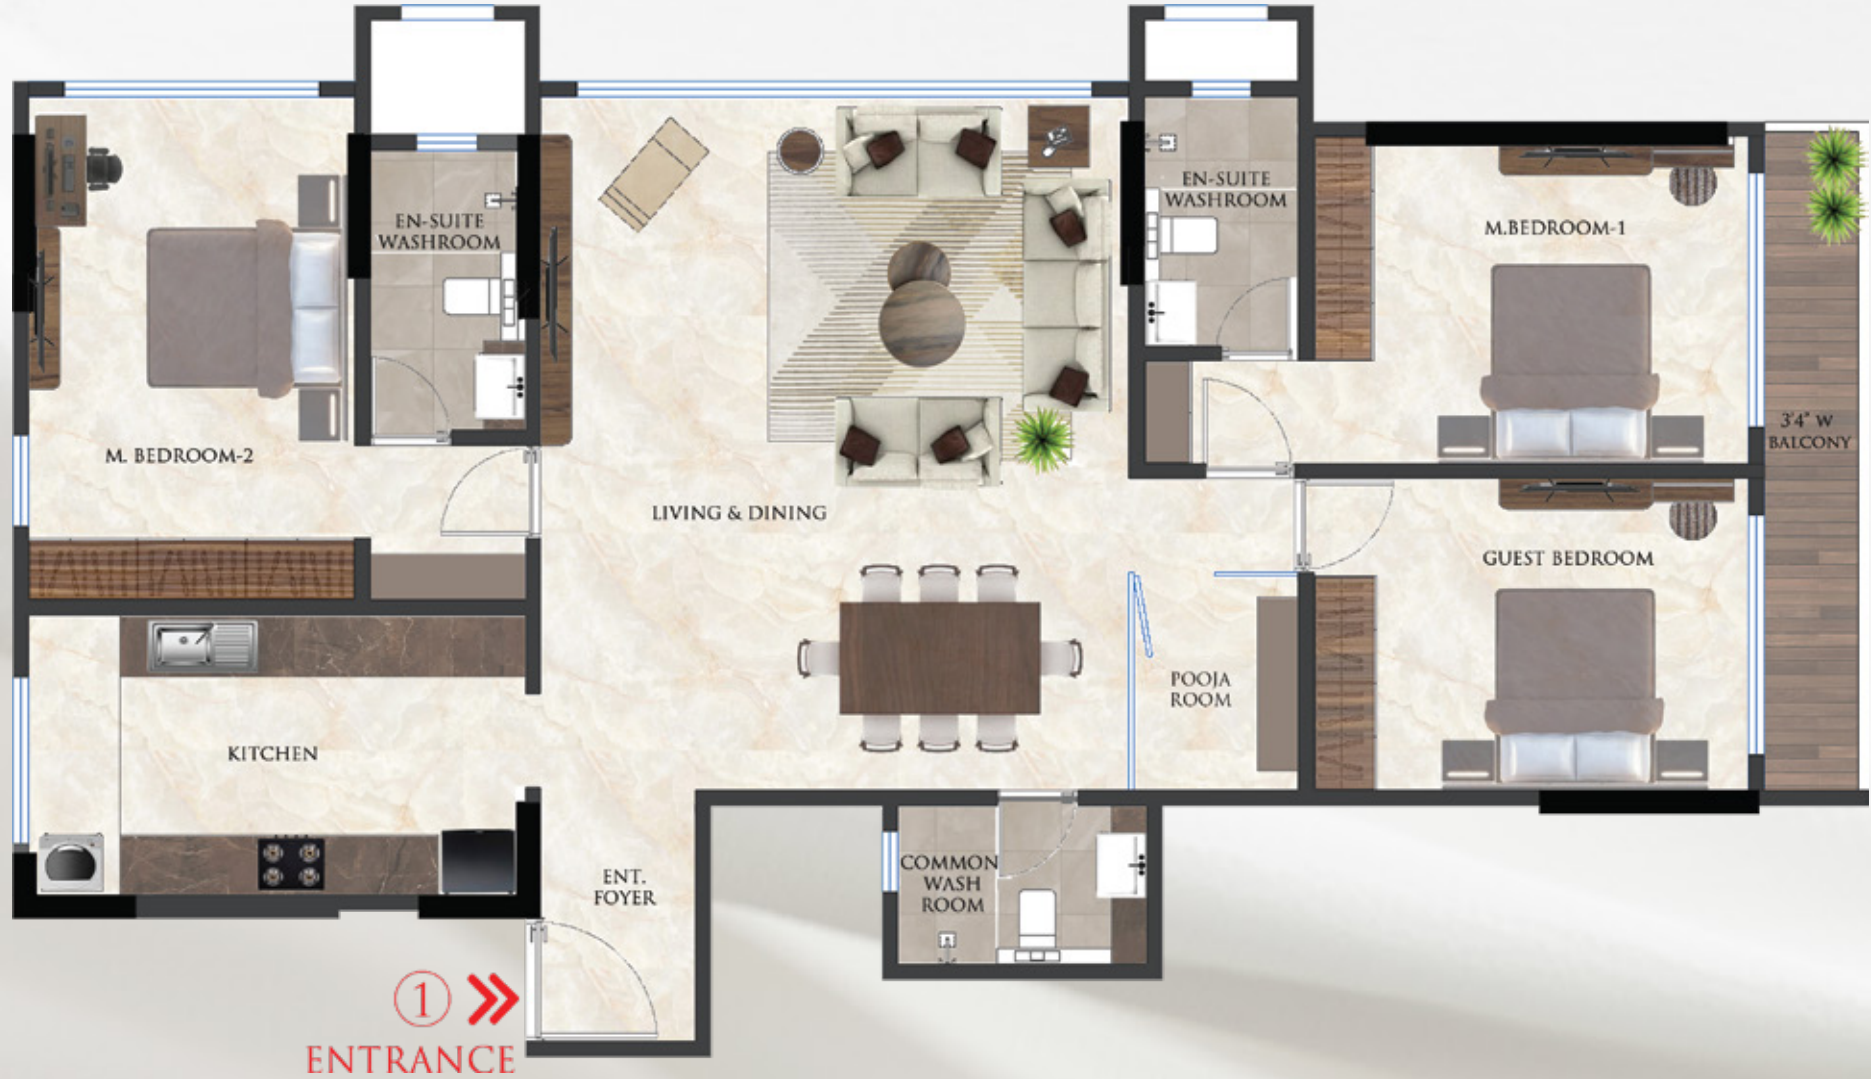 EN-SUITE
WASHROOM
EN-SUITE
WASHROOM
M.BEDROOM-1
M. BEDROOM-2
LIVING & DINING
3'4" W
BALCONY
GUEST BEDROOM
POOJA
ROOM
KITCHEN
ENT.
FOYER
COMMON
WASH
ROOM
1
ENTRANCE